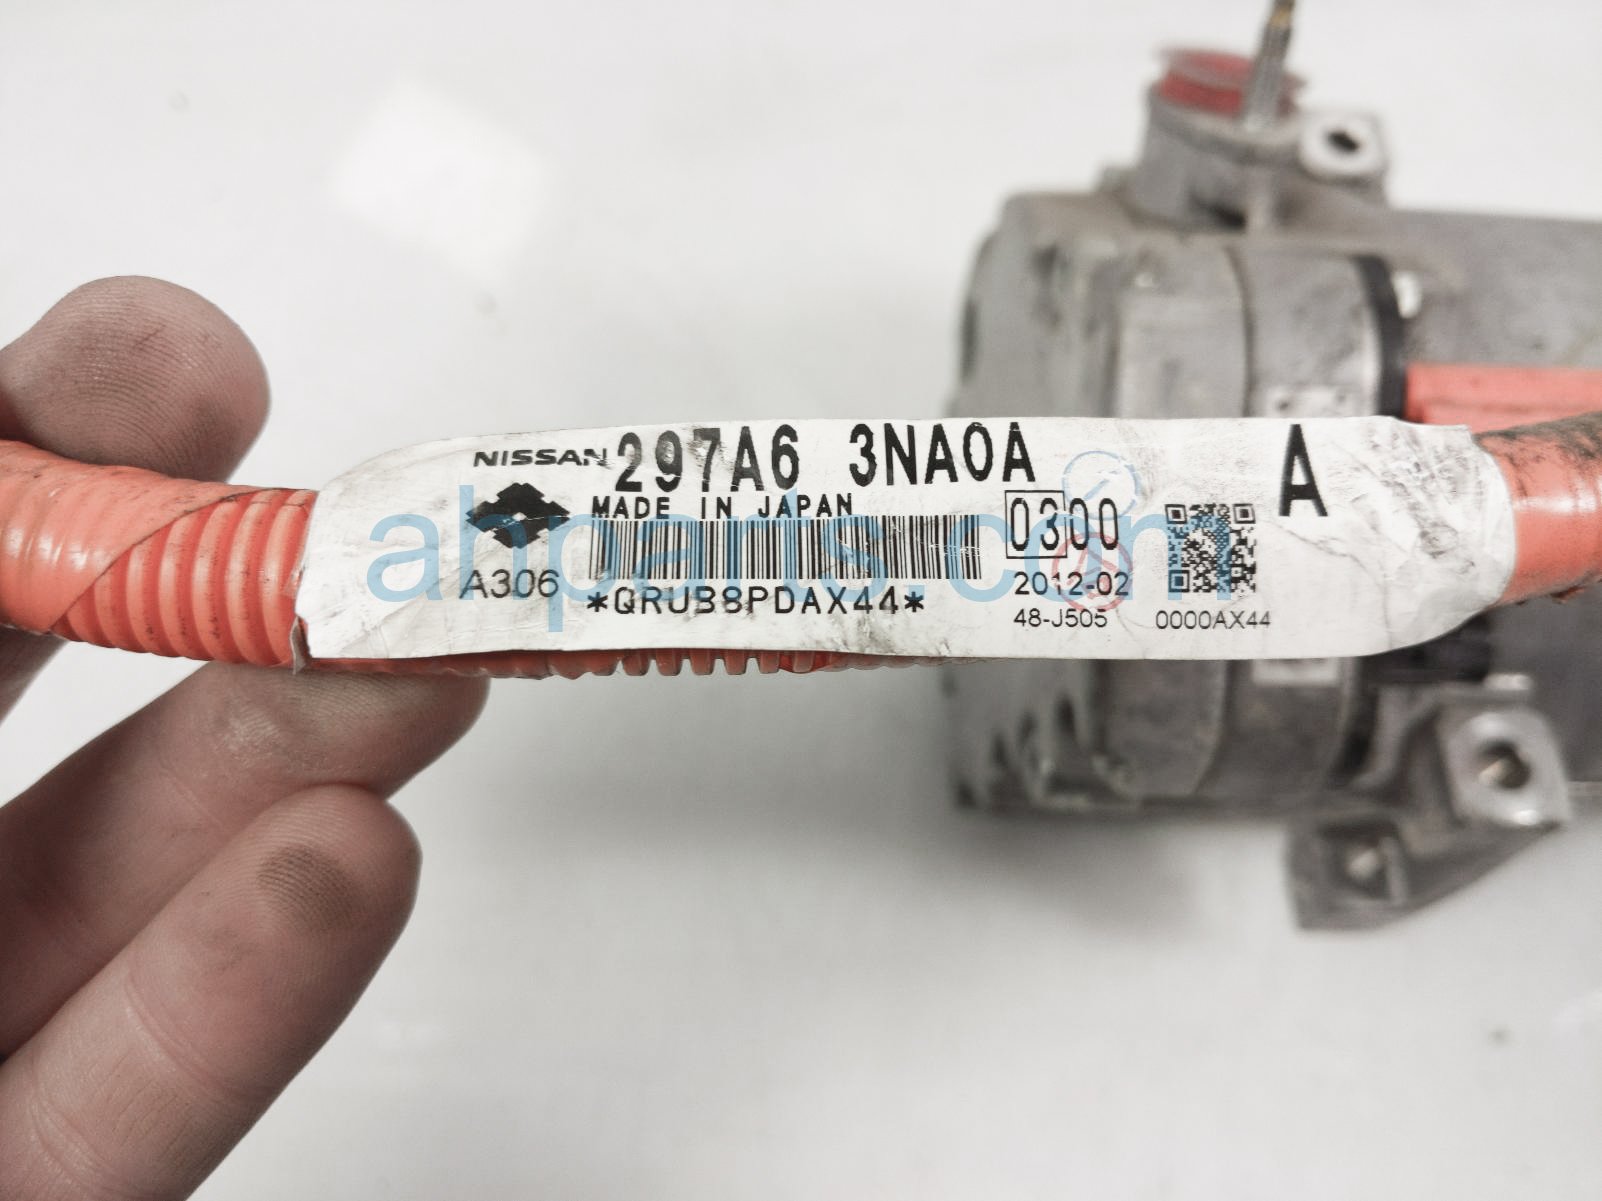 NISSAN 297A6 3NA0A A
MADE IN JAPAN
0300
A306
*QRUB8PDAX44*
2012-02
48-J505
0000AX44
ahparts.com